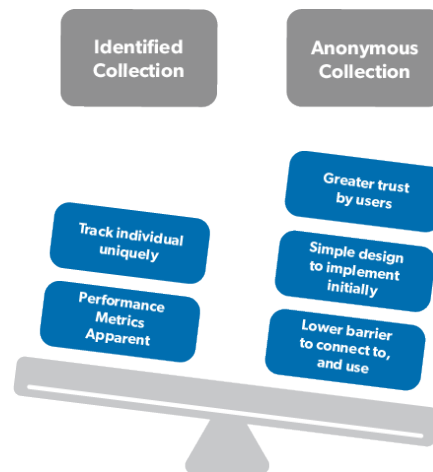 Identified
Collection
Anonymous
Collection
Track individual
uniquely
Performance
Metrics
Apparent
Greater trust
by users
Simple design
to implement
initially
Lower barrier
to connect to,
and use